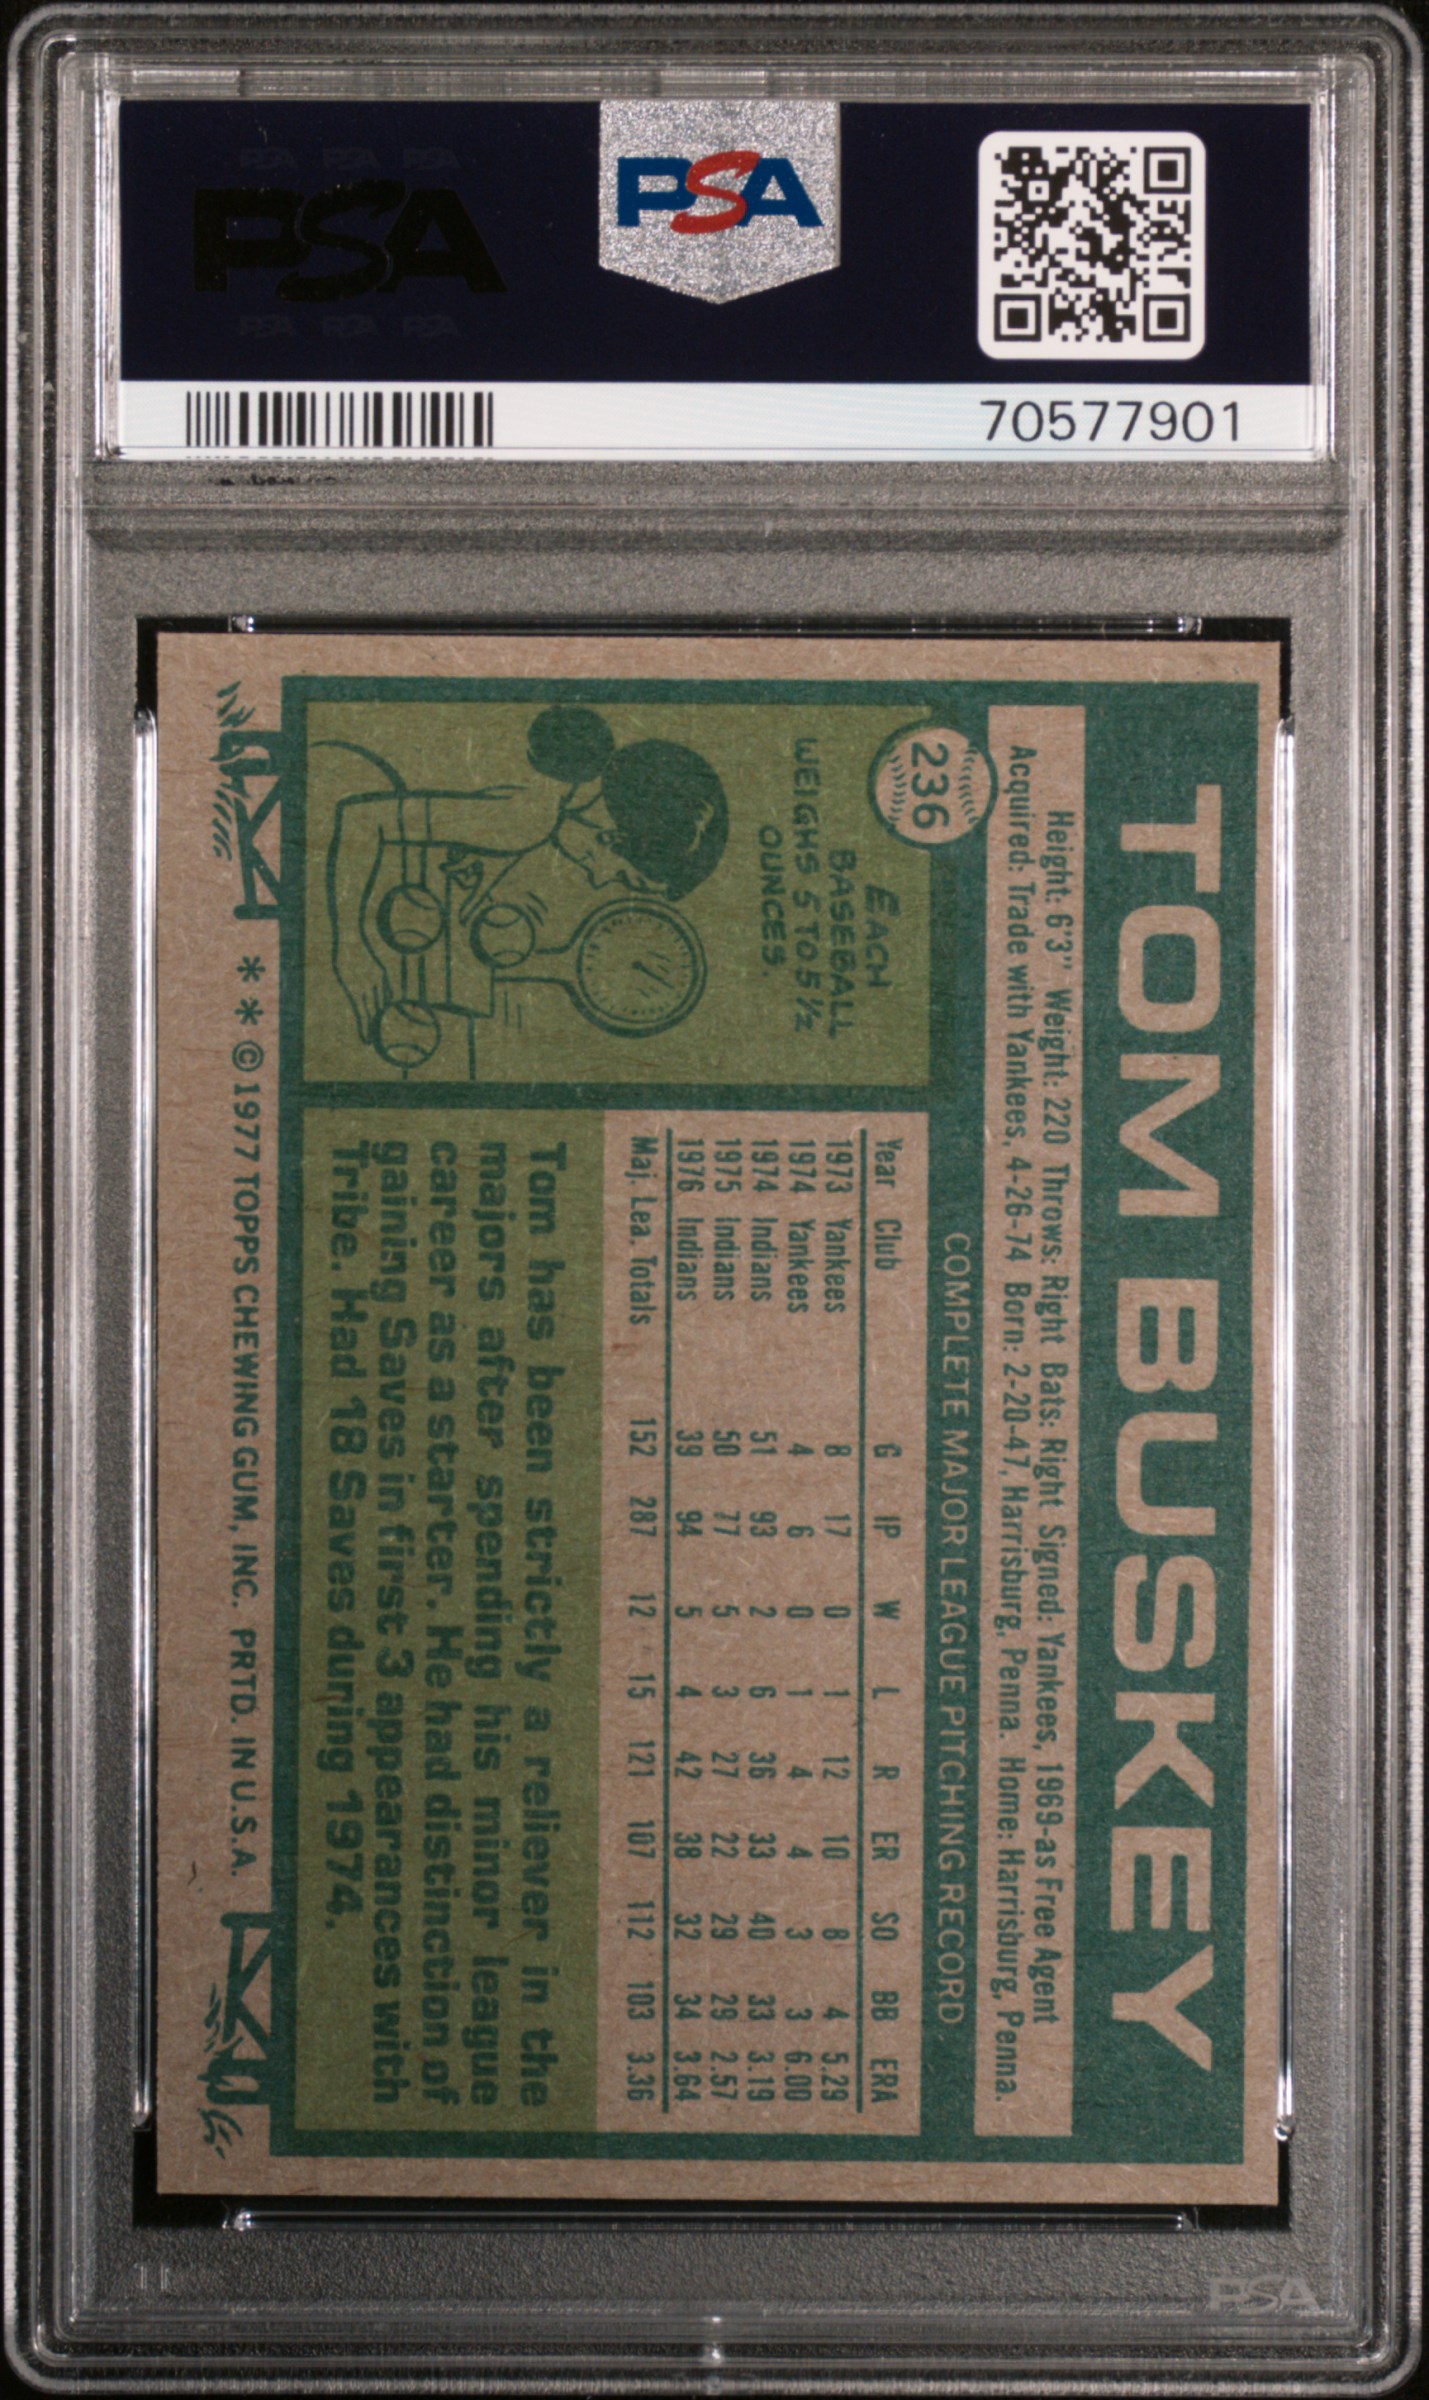 PSA PSA PSA
PSA
PSA PSA PSA
PSA
70577901
TOM BUSKEY
Height: 6'3" Weight: 220 Throws: Right Bats: Right Signed: Yankees, 1969-as Free Agent
Acquired: Trade with Yankees, 4-26-74 Born: 2-20-47, Harrisburg, Penna. Home: Harrisburg, Penna.
236
COMPLETE MAJOR LEAGUE PITCHING RECORD
EACH
BASEBALL
WEIGHS 5 TO 5½
OUNCES.
Year Club G IP W L R ER SO BB ERA
1973 Yankees 8 17 0 1 12 10 8 4 5.29
1974 Yankees 4 6 0 1 4 4 3 3 6.00
1974 Indians 51 93 2 6 36 33 40 33 3.19
1975 Indians 50 77 5 3 27 22 29 29 2.57
1976 Indians 39 94 5 4 42 38 32 34 3.64
Maj. Lea. Totals 152 287 12 15 121 107 112 103 3.36
Tom has been strictly a reliever in the
majors after spending his minor league
career as a starter. He had distinction of
gaining Saves in first 3 appearances with
Tribe. Had 18 Saves during 1974.
* * © 1977 TOPPS CHEWING GUM, INC. PRTD. IN U.S.A.
PSA